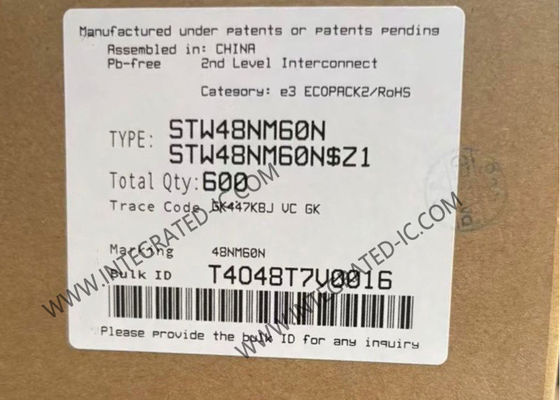 Manufactured under patents or patents pending
Assembled in: CHINA
Pb-free 2nd Level Interconnect
Category: e3 ECOPACK2/RoHS
TYPE: STW48NM60N
STW48NM60N$Z1
Total Qty: 600
Trace Code GK447KBJ VC GK
Marking 48NM60N
Bulk ID T4048T7V0016
Please provide the bulk ID for any inquiry
WWW.INTEGRATED-IC.COM
WWW.INTEGRATED-IC.COM